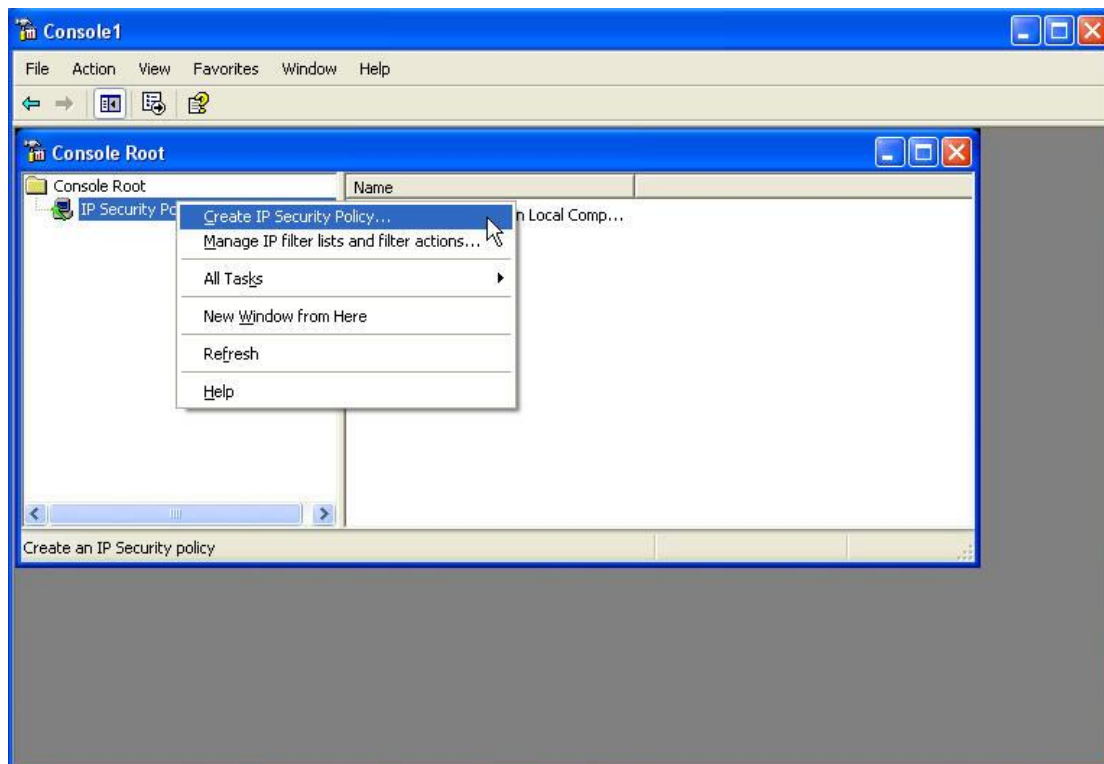 Console1
File Action View Favorites Window Help
Console Root
Console Root
Name
IP Security Po
n Local Comp...
Create IP Security Policy...
Manage IP filter lists and filter actions...
All Tasks
New Window from Here
Refresh
Help
Create an IP Security policy